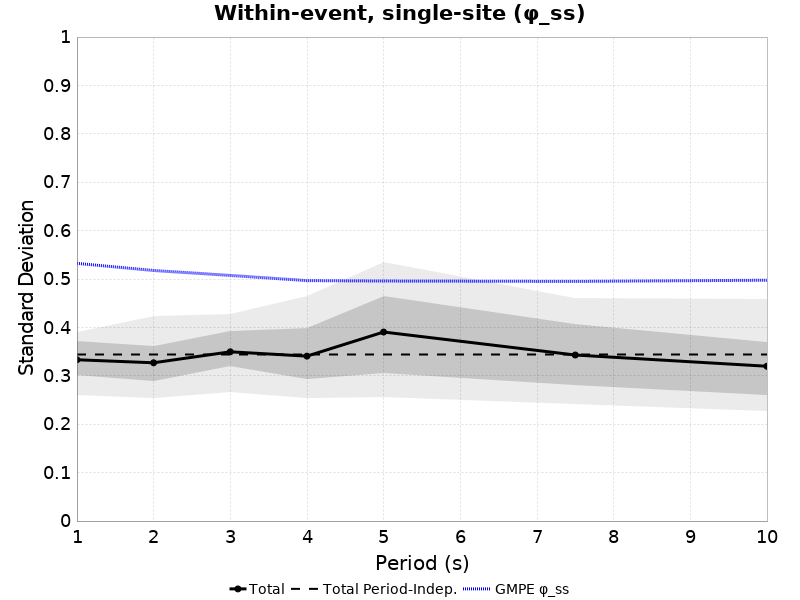 Within-event, single-site (φ_ss)
1
0.9
0.8
0.7
0.6
0.5
0.4
0.3
0.2
0.1
0
Standard Deviation
1 2 3 4 5 6 7 8 9 10
Period (s)
Total Total Period-Indep. GMPE φ_ss